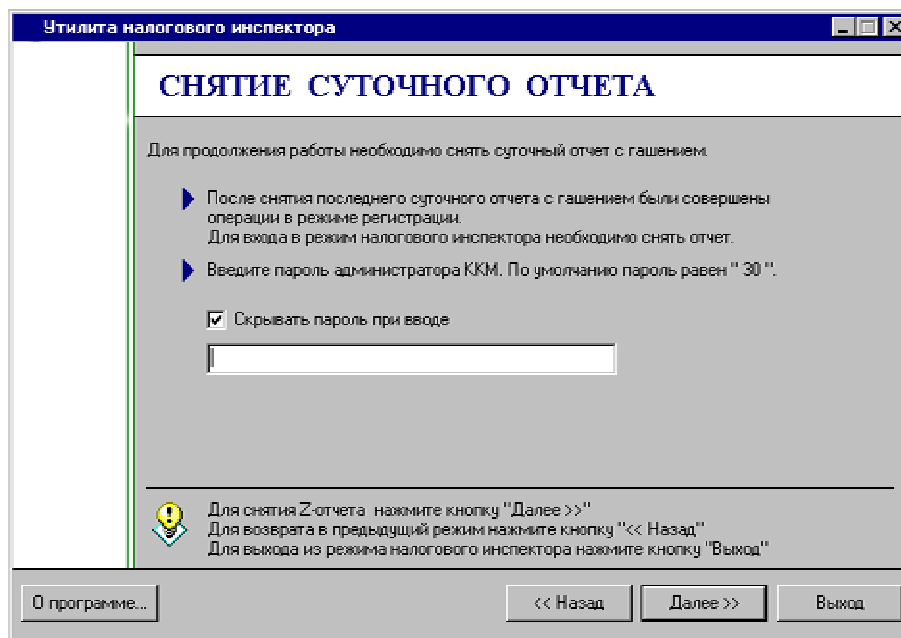 Утилита налогового инспектора
СНЯТИЕ СУТОЧНОГО ОТЧЕТА
Для продолжения работы необходимо снять суточный отчет с гашением.
После снятия последнего суточного отчета с гашением были совершены
операции в режиме регистрации.
Для входа в режим налогового инспектора необходимо снять отчет.
Введите пароль администратора ККМ. По умолчанию пароль равен " 30 ".
Скрывать пароль при вводе
Для снятия Z-отчета нажмите кнопку "Далее >>"
Для возврата в предыдущий режим нажмите кнопку "<< Назад"
Для выхода из режима налогового инспектора нажмите кнопку "Выход"
О программе...
<< Назад
Далее >>
Выход